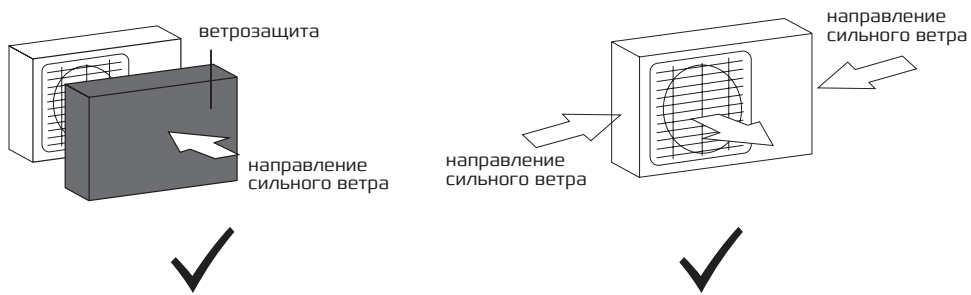 ветрозащита
направление
сильного ветра
направление
сильного ветра
направление
сильного ветра